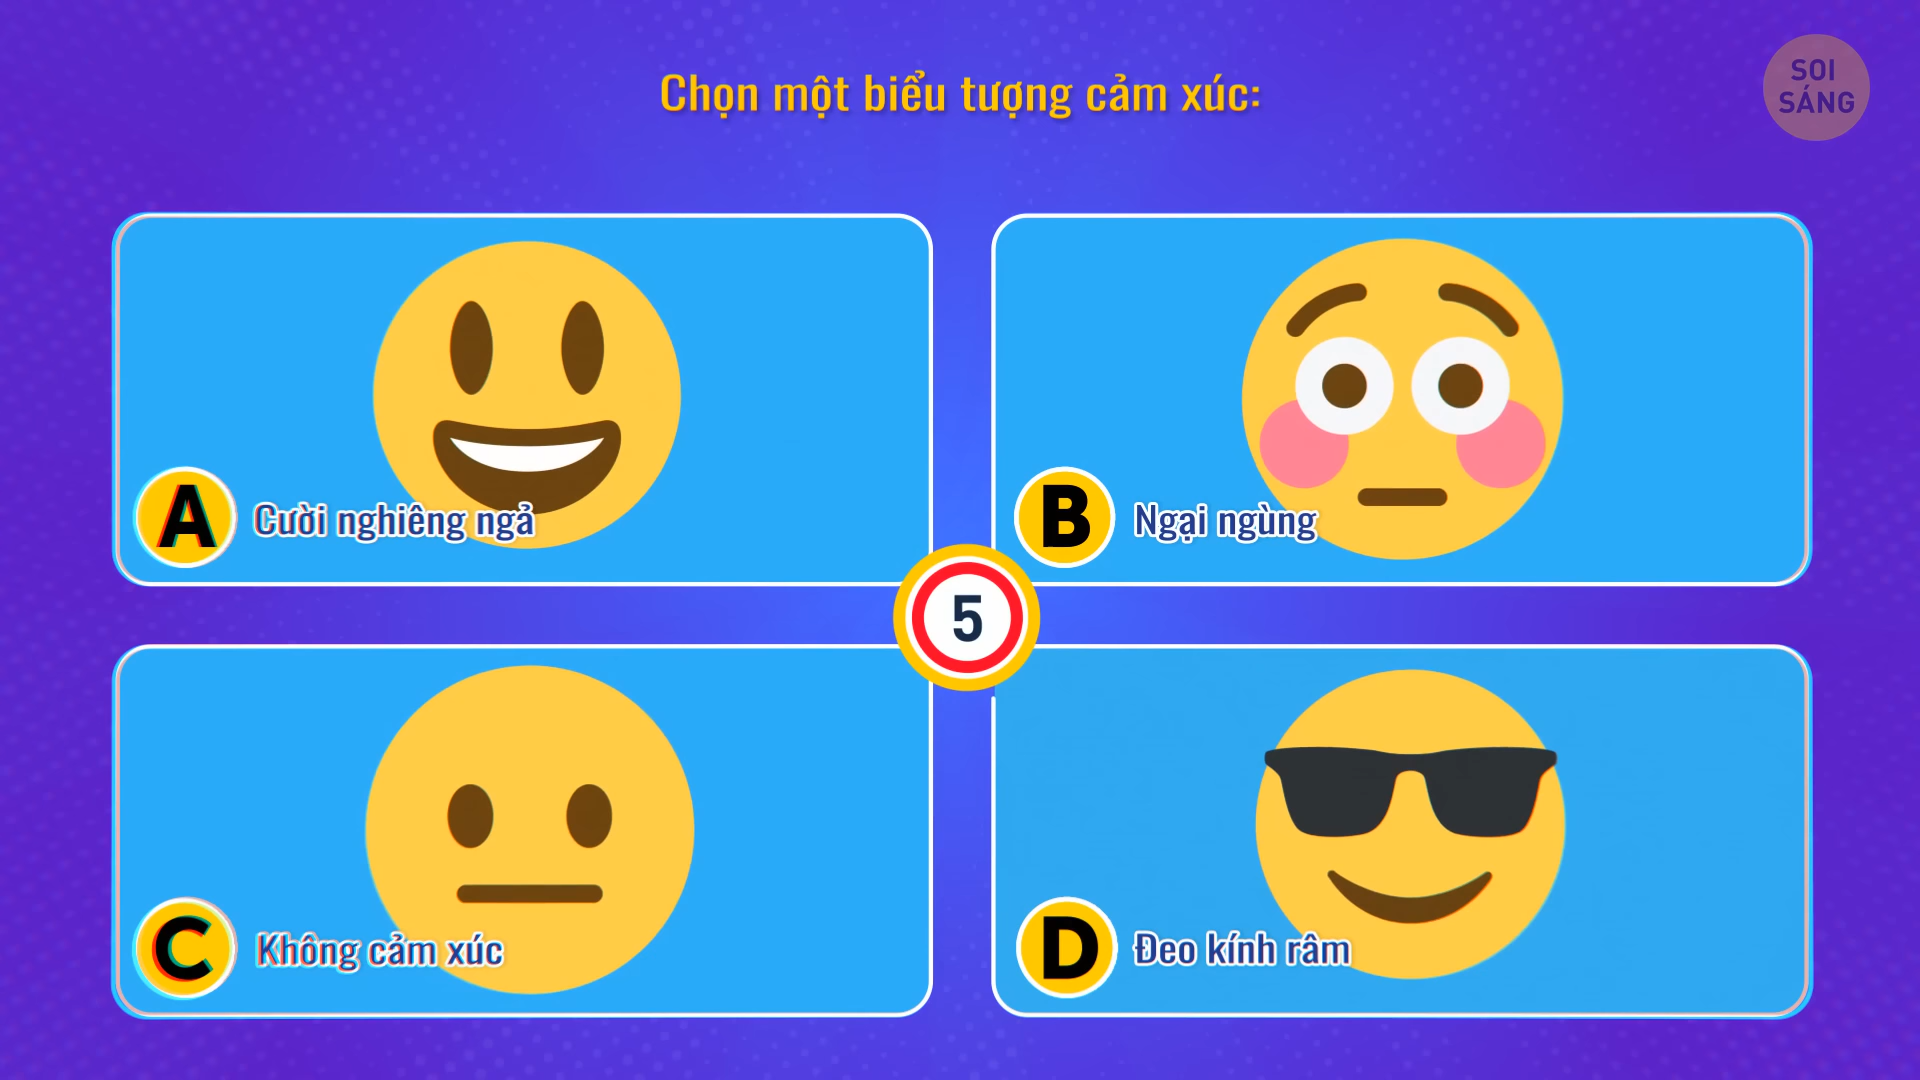 Chọn một biểu tượng cảm xúc:
SOI
SÁNG
A Cười nghiêng ngả
B Ngại ngùng
5
C Không cảm xúc
D Đeo kính râm